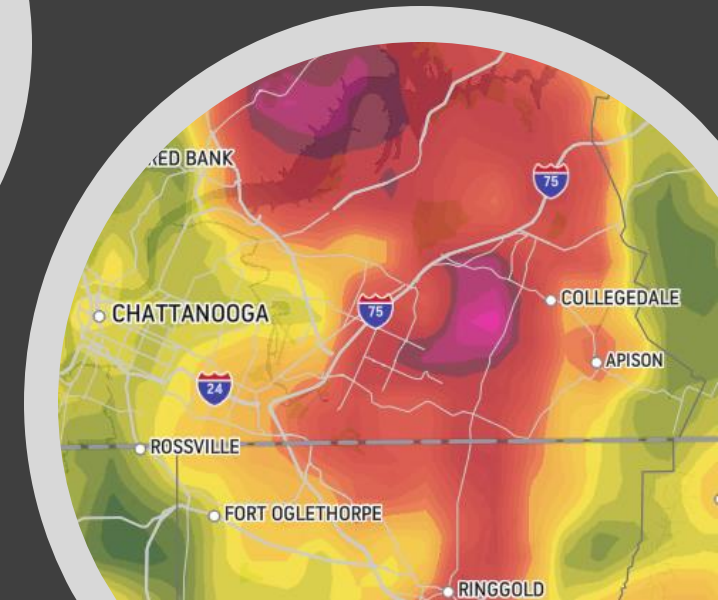 RED BANK
75
COLLEGEDALE
75
CHATTANOOGA
APISON
24
ROSSVILLE
FORT OGLETHORPE
RINGGOLD